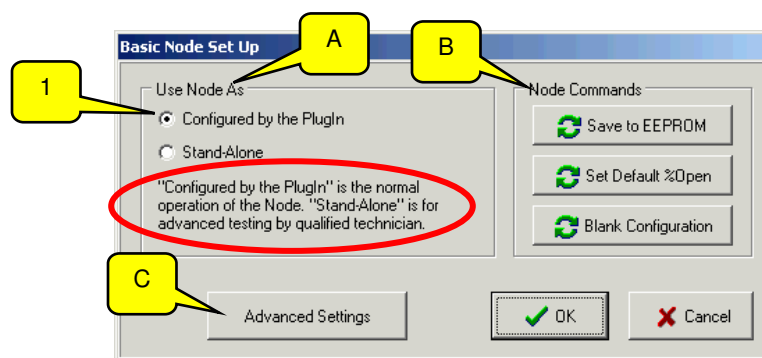 A
B
Basic Node Set Up
1
Use Node As
Node Commands
Configured by the PlugIn
Save to EEPROM
Stand-Alone
Set Default %Open
"Configured by the PlugIn" is the normal
operation of the Node. "Stand-Alone" is for
advanced testing by qualified technician.
Blank Configuration
C
Advanced Settings
OK
Cancel